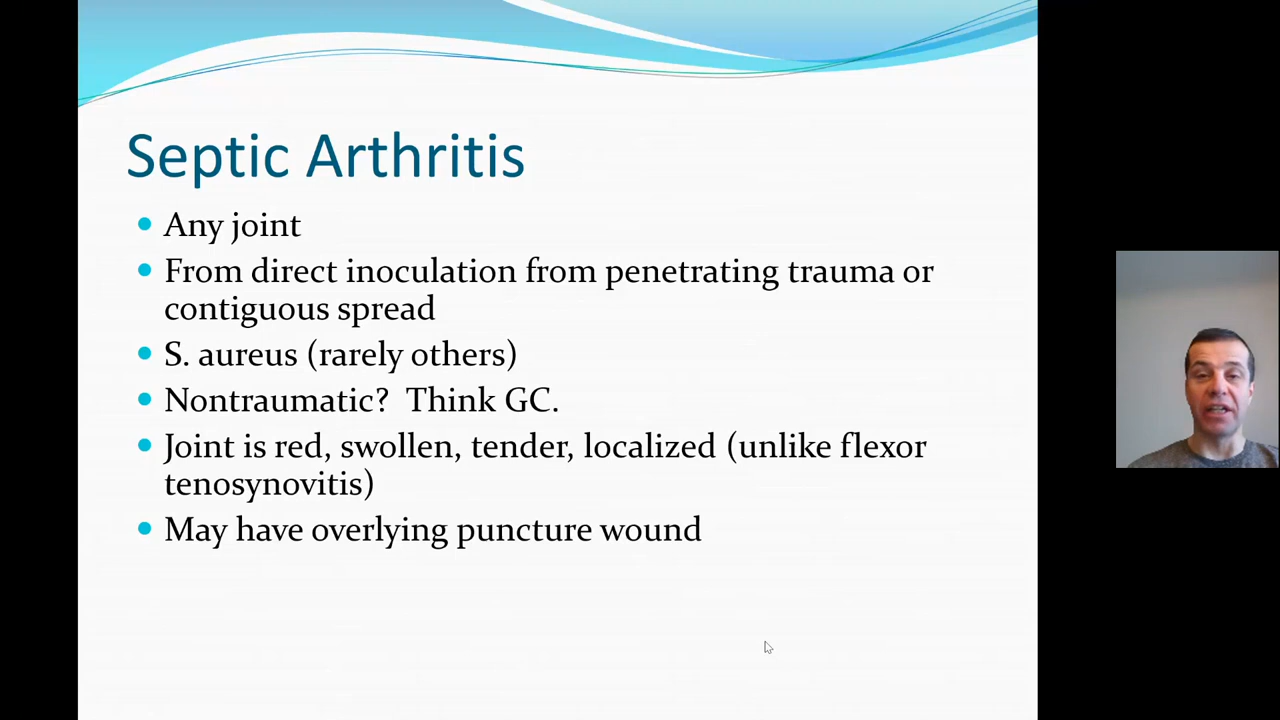 Septic Arthritis
Any joint
From direct inoculation from penetrating trauma or
contiguous spread
S. aureus (rarely others)
Nontraumatic?  Think GC.
Joint is red, swollen, tender, localized (unlike flexor
tenosynovitis)
May have overlying puncture wound